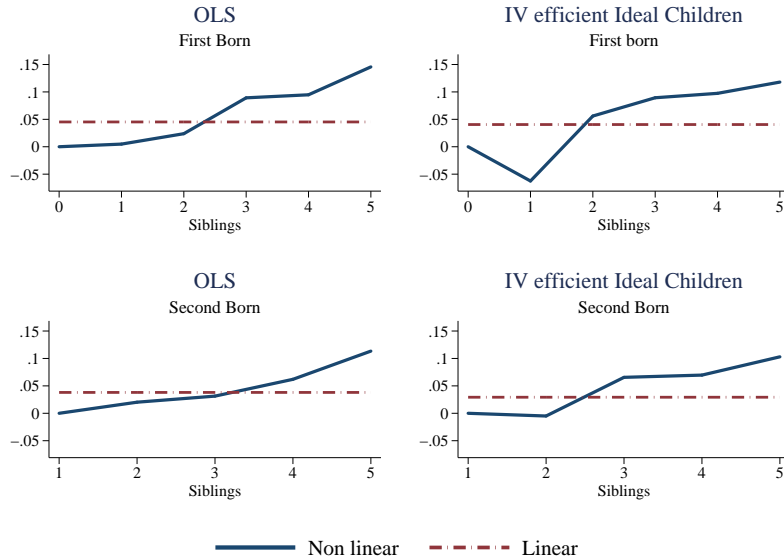 OLS
First Born
.15
.1
.05
0
−.05
0 1 2 3 4 5
Siblings
IV efficient Ideal Children
First born
.15
.1
.05
0
−.05
0 1 2 3 4 5
Siblings
OLS
Second Born
.15
.1
.05
0
−.05
1 2 3 4 5
Siblings
IV efficient Ideal Children
Second Born
.15
.1
.05
0
−.05
1 2 3 4 5
Siblings
Non linear Linear